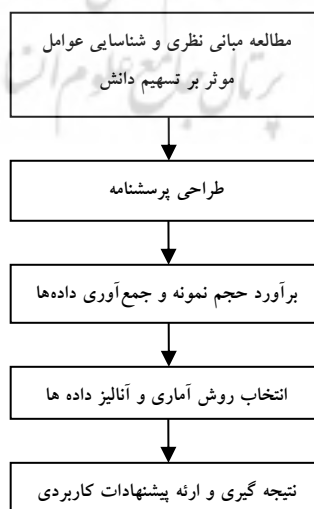 مطالعه مبانی نظری و شناسایی عوامل
موثر بر تسهیم دانش
طراحی پرسشنامه
برآورد حجم نمونه و جمع‌آوری داده‌ها
انتخاب روش آماری و آنالیز داده ها
نتیجه گیری و ارئه پیشنهادات کاربردی